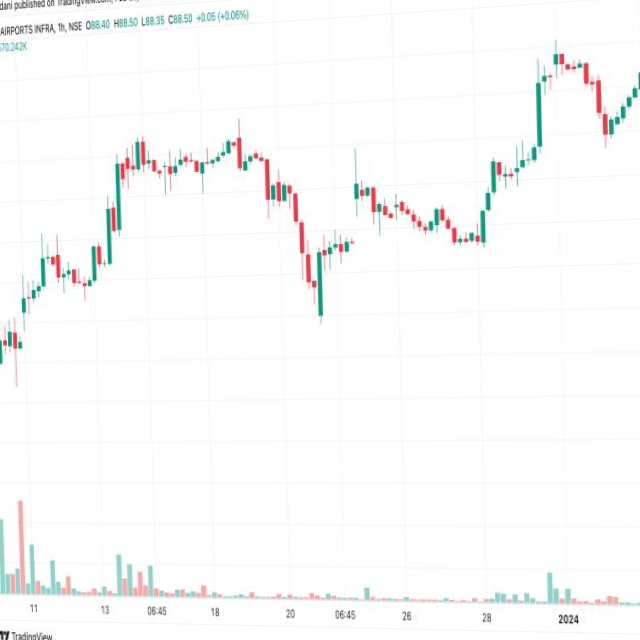 dani published on TradingView.com,
AIRPORTS INFRA, 1h, NSE O88.40 H88.50 L88.35 C88.50 +0.05 (+0.06%)
70.242K
11 13 06:45 18 20 06:45 26 28 2024
TradingView